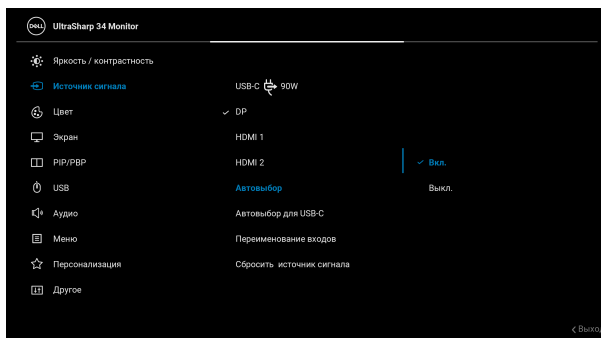 DELL UltraSharp 34 Monitor
Яркость / контрастность
Источник сигнала
USB-C 90W
Цвет
DP
Экран
HDMI 1
PIP/PBP
HDMI 2
Вкл.
USB
Автовыбор
Выкл.
Аудио
Автовыбор для USB-C
Меню
Переименование входов
Персонализация
Сбросить источник сигнала
Другое